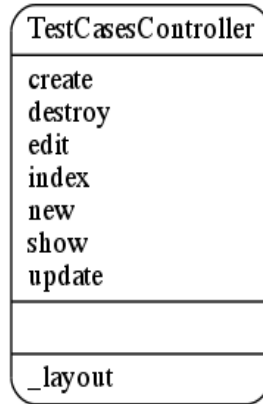 TestCasesController
create
destroy
edit
index
new
show
update
_layout